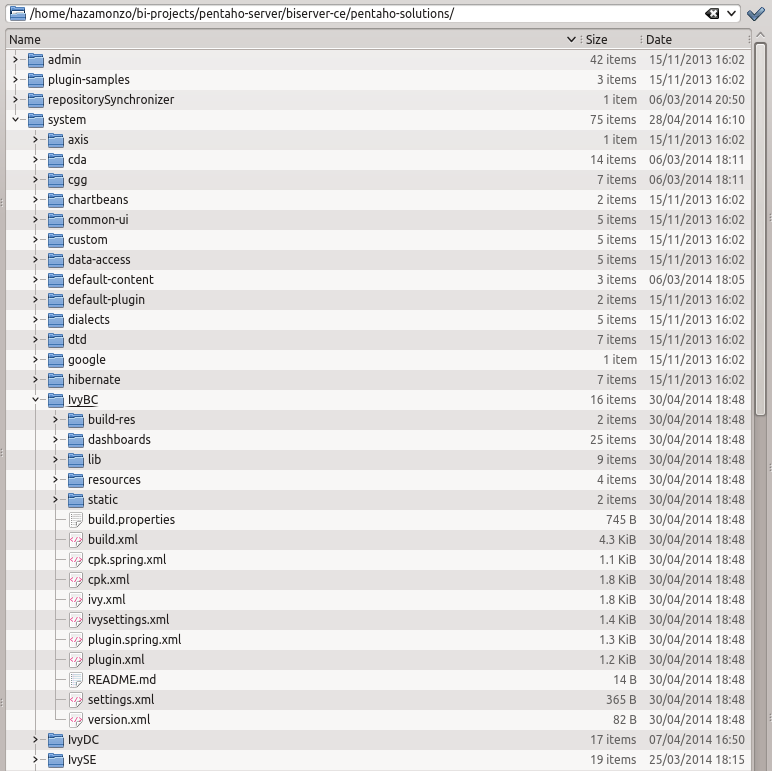 /home/hazamonzo/bi-projects/pentaho-server/biserver-ce/pentaho-solutions/
Name Size Date
admin 42 items 15/11/2013 16:02
plugin-samples 3 items 15/11/2013 16:02
repositorySynchronizer 1 item 06/03/2014 20:50
system 75 items 28/04/2014 16:10
axis 1 item 15/11/2013 16:02
cda 14 items 06/03/2014 18:11
cgg 7 items 06/03/2014 18:11
chartbeans 2 items 15/11/2013 16:02
common-ui 5 items 15/11/2013 16:02
custom 5 items 15/11/2013 16:02
data-access 5 items 15/11/2013 16:02
default-content 3 items 06/03/2014 18:05
default-plugin 2 items 15/11/2013 16:02
dialects 5 items 15/11/2013 16:02
dtd 7 items 15/11/2013 16:02
google 1 item 15/11/2013 16:02
hibernate 7 items 15/11/2013 16:02
IvyBC 16 items 30/04/2014 18:48
build-res 2 items 30/04/2014 18:48
dashboards 25 items 30/04/2014 18:48
lib 9 items 30/04/2014 18:48
resources 4 items 30/04/2014 18:48
static 2 items 30/04/2014 18:48
build.properties 745 B 30/04/2014 18:48
build.xml 4.3 KiB 30/04/2014 18:48
cpk.spring.xml 1.1 KiB 30/04/2014 18:48
cpk.xml 1.8 KiB 30/04/2014 18:48
ivy.xml 1.8 KiB 30/04/2014 18:48
ivysettings.xml 1.4 KiB 30/04/2014 18:48
plugin.spring.xml 1.3 KiB 30/04/2014 18:48
plugin.xml 1.2 KiB 30/04/2014 18:48
README.md 14 B 30/04/2014 18:48
settings.xml 365 B 30/04/2014 18:48
version.xml 82 B 30/04/2014 18:48
IvyDC 17 items 07/04/2014 16:50
IvySE 19 items 25/03/2014 18:15